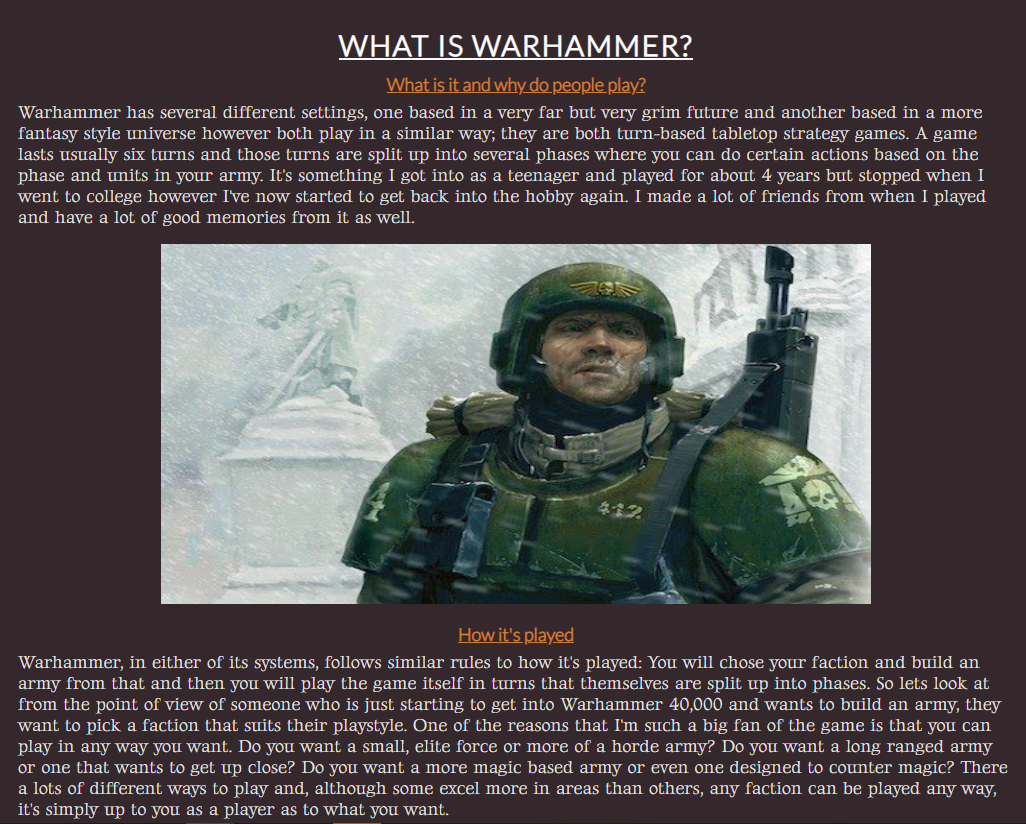 WHAT IS WARHAMMER?
What is it and why do people play?
Warhammer has several different settings, one based in a very far but very grim future and another based in a more
fantasy style universe however both play in a similar way; they are both turn-based tabletop strategy games. A game
lasts usually six turns and those turns are split up into several phases where you can do certain actions based on the
phase and units in your army. It's something I got into as a teenager and played for about 4 years but stopped when I
went to college however I've now started to get back into the hobby again. I made a lot of friends from when I played
and have a lot of good memories from it as well.
4
412
How it's played
Warhammer, in either of its systems, follows similar rules to how it's played: You will chose your faction and build an
army from that and then you will play the game itself in turns that themselves are split up into phases. So lets look at
from the point of view of someone who is just starting to get into Warhammer 40,000 and wants to build an army, they
want to pick a faction that suits their playstyle. One of the reasons that I'm such a big fan of the game is that you can
play in any way you want. Do you want a small, elite force or more of a horde army? Do you want a long ranged army
or one that wants to get up close? Do you want a more magic based army or even one designed to counter magic? There
a lots of different ways to play and, although some excel more in areas than others, any faction can be played any way,
it's simply up to you as a player as to what you want.